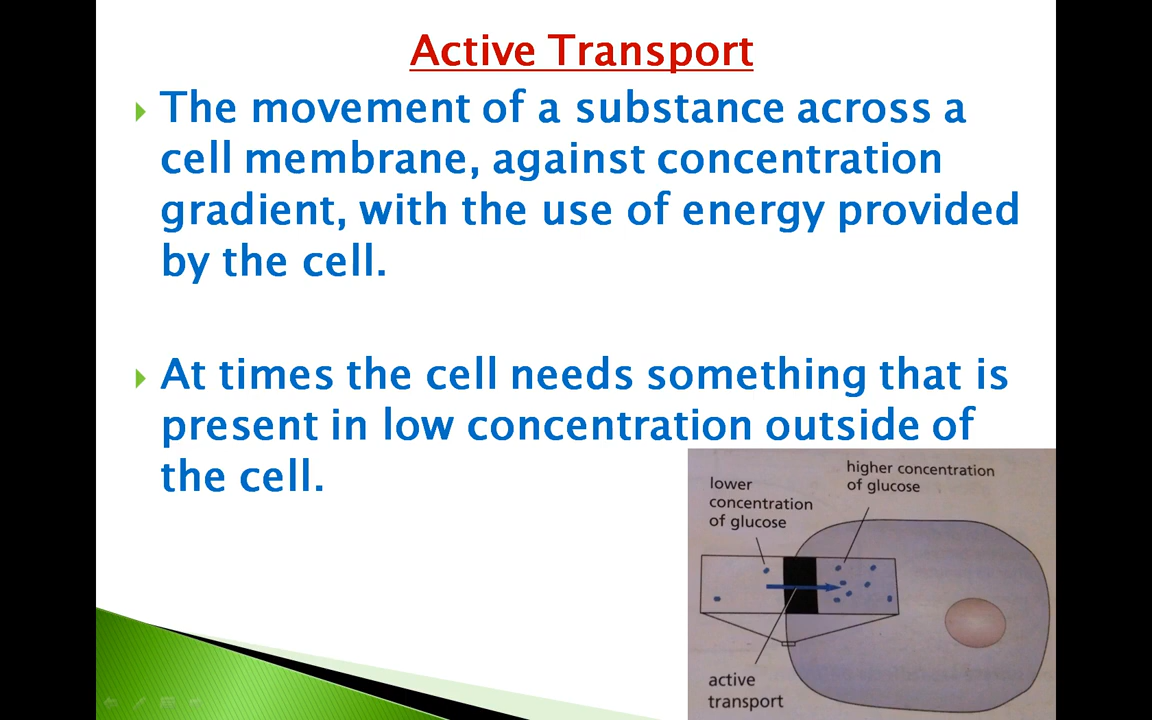 Active Transport
The movement of a substance across a
cell membrane, against concentration
gradient, with the use of energy provided
by the cell.
At times the cell needs something that is
present in low concentration outside of
the cell.
higher concentration
of glucose
lower
concentration
of glucose
active
transport